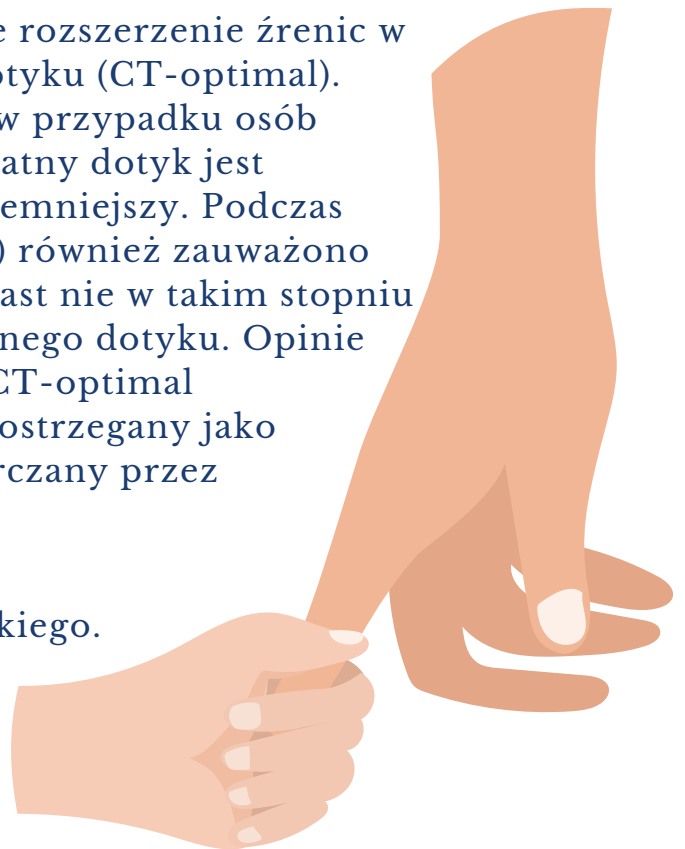 e rozszerzenie źrenic w
otyku (CT-optimal).
w przypadku osób
atny dotyk jest
emniejszy. Podczas
) również zauważono
ast nie w takim stopniu
nego dotyku. Opinie
CT-optimal
ostrzegany jako
rczany przez
kiego.